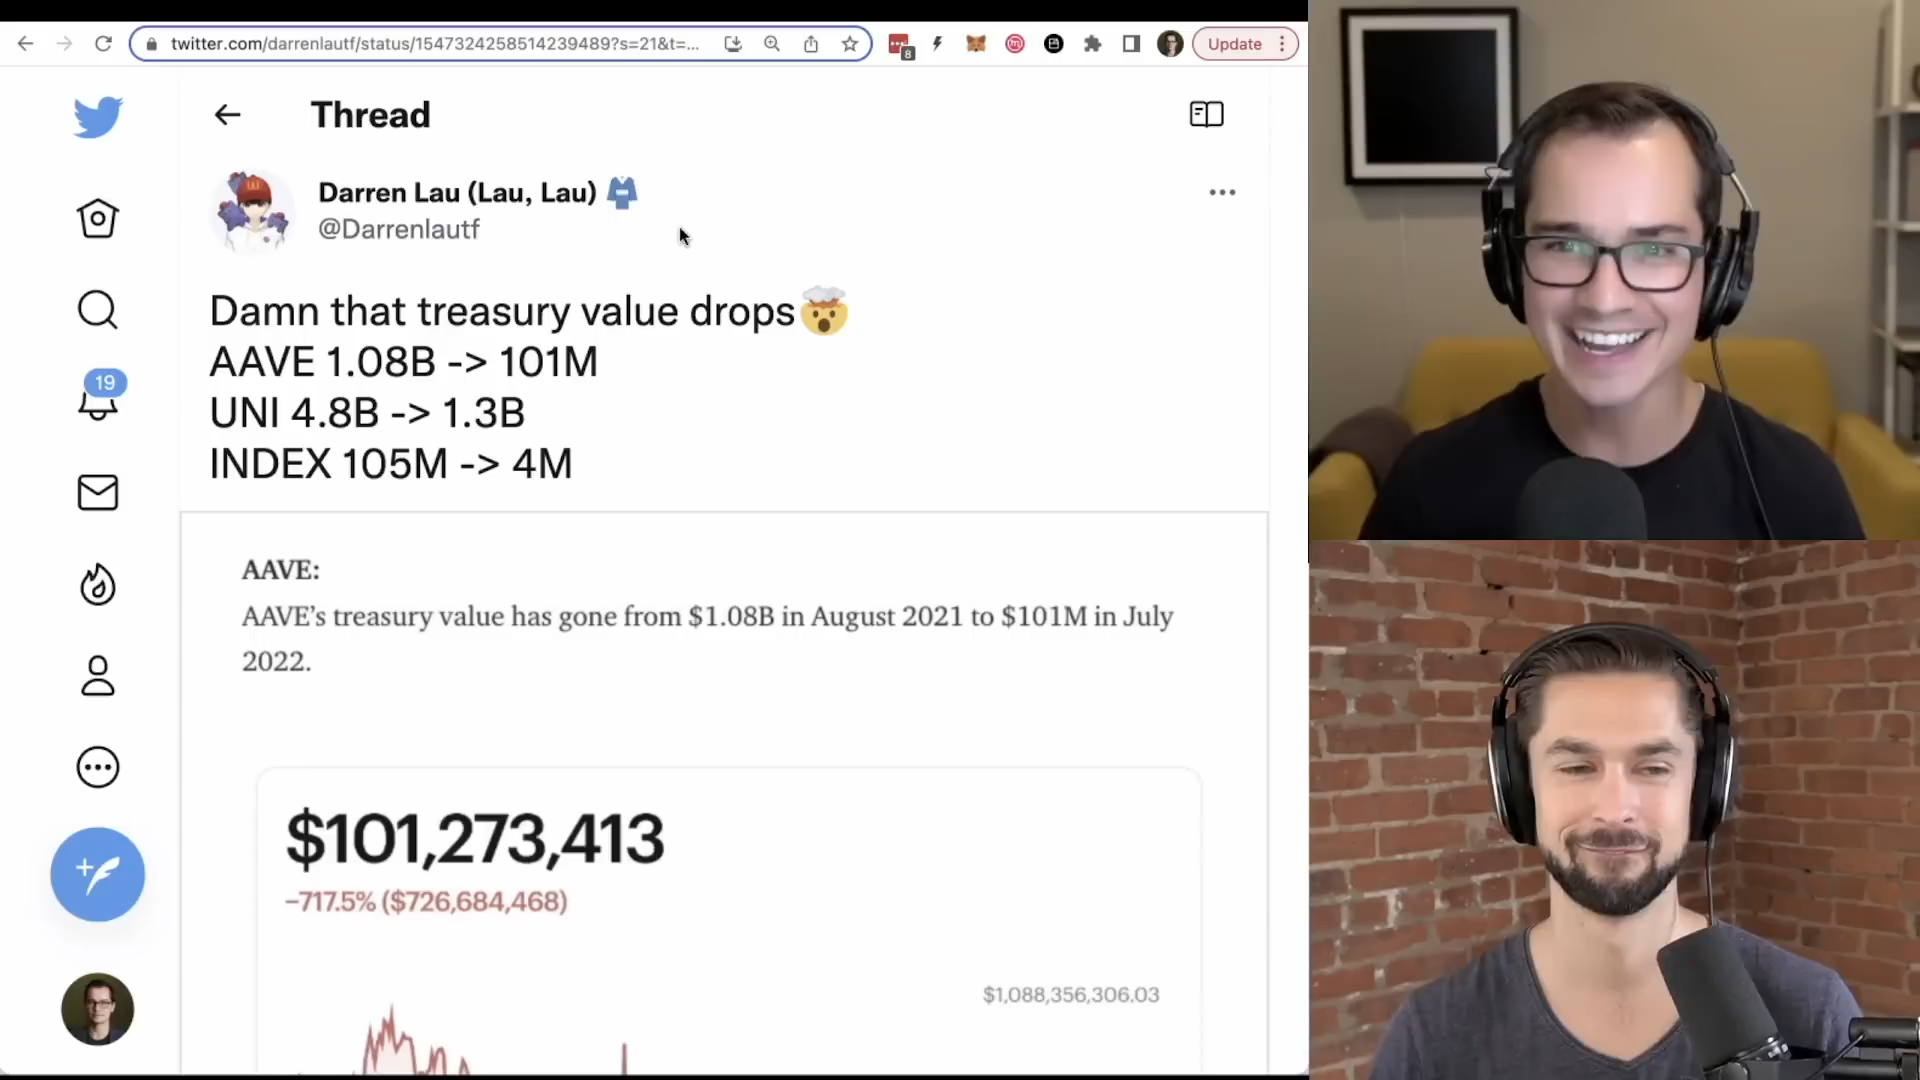 twitter.com/darrenlautf/status/1547324258514239489?s=21&t=...
8
Update
Thread
Darren Lau (Lau, Lau)
@Darrenlautf
Damn that treasury value drops🤯
AAVE 1.08B -> 101M
UNI 4.8B -> 1.3B
INDEX 105M -> 4M
19
AAVE:
AAVE’s treasury value has gone from $1.08B in August 2021 to $101M in July
2022.
$101,273,413
−717.5% ($726,684,468)
$1,088,356,306.03